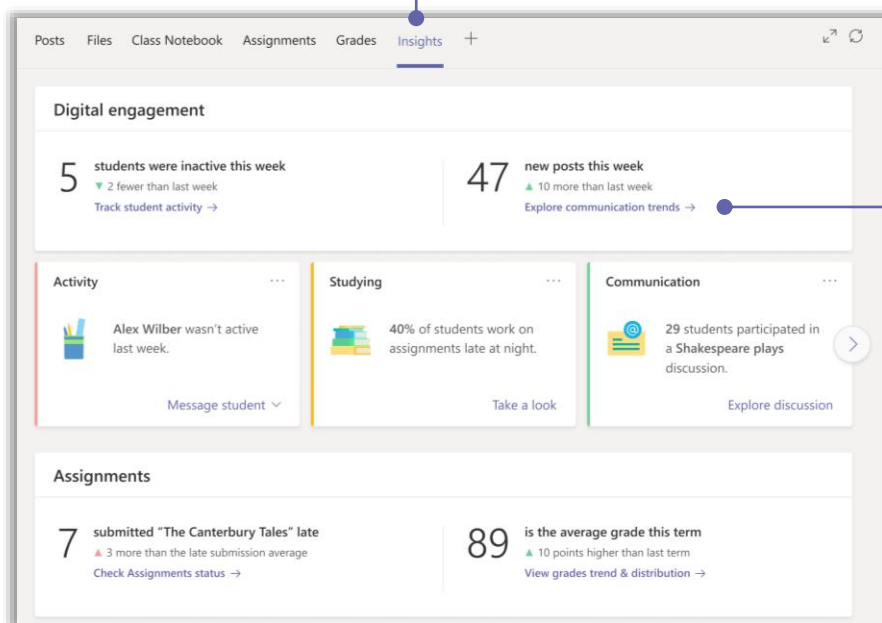 Posts Files Class Notebook Assignments Grades Insights +
Digital engagement
5 students were inactive this week
▼ 2 fewer than last week
Track student activity →
47 new posts this week
▲ 10 more than last week
Explore communication trends →
Activity ...
Alex Wilber wasn't active
last week.
Message student
Studying ...
40% of students work on
assignments late at night.
Take a look
Communication ...
@
29 students participated in
a Shakespeare plays
discussion.
Explore discussion
Assignments
7 submitted “The Canterbury Tales” late
▲ 3 more than the late submission average
Check Assignments status →
89 is the average grade this term
▲ 10 points higher than last term
View grades trend & distribution →